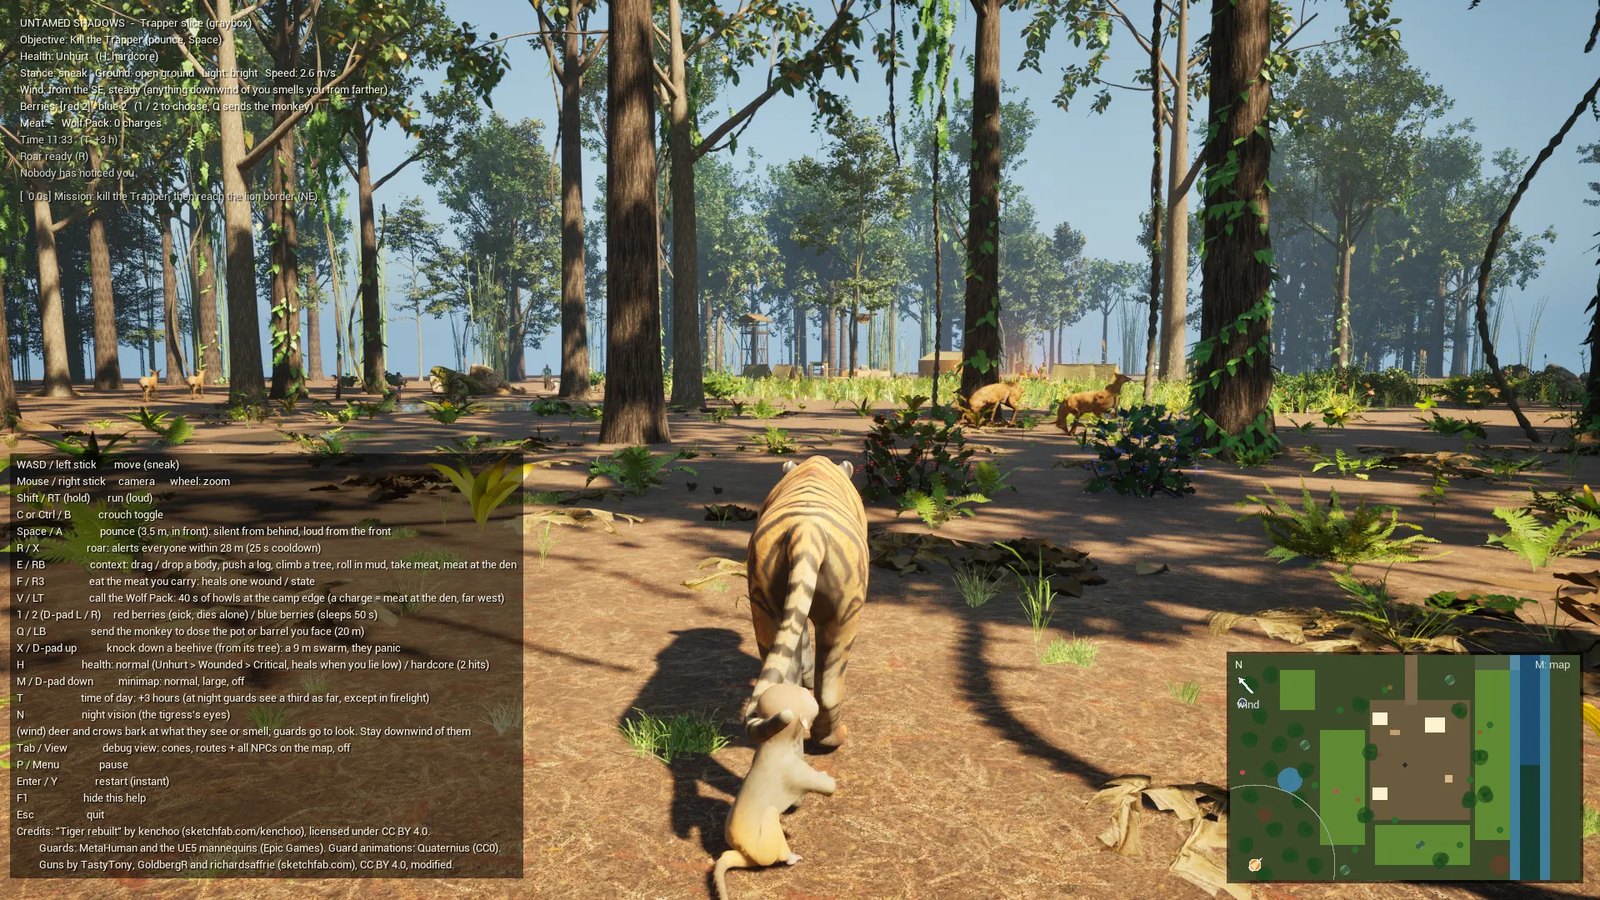 UNTAMED SHADOWS - Trapper slice (graybox)
Objective: Kill the Trapper (pounce, Space)
Health: Unhurt (H: hardcore)
Stance: sneak Ground: open ground Light: bright Speed: 2.6 m/s
Wind: from the SE, steady (anything downwind of you smells you from farther)
Berries: [red 2] blue 2 (1 / 2 to choose, Q sends the monkey)
Meat: - Wolf Pack: 0 charges
Time 11:33 (T: +3 h)
Roar ready (R)
Nobody has noticed you.
[ 0.0s] Mission: kill the Trapper, then reach the lion border (NE).
WASD / left stick move (sneak)
Mouse / right stick camera wheel: zoom
Shift / RT (hold) run (loud)
C or Ctrl / B crouch toggle
Space / A pounce (3.5 m, in front): silent from behind, loud from the front
R / X roar: alerts everyone within 28 m (25 s cooldown)
E / RB context: drag / drop a body, push a log, climb a tree, roll in mud, take meat, meat at the den
F / R3 eat the meat you carry: heals one wound / state
V / LT call the Wolf Pack: 40 s of howls at the camp edge (a charge = meat at the den, far west)
1 / 2 (D-pad L / R) red berries (sick, dies alone) / blue berries (sleeps 50 s)
Q / LB send the monkey to dose the pot or barrel you face (20 m)
X / D-pad up knock down a beehive (from its tree): a 9 m swarm, they panic
H health: normal (Unhurt > Wounded > Critical, heals when you lie low) / hardcore (2 hits)
M / D-pad down minimap: normal, large, off
T time of day: +3 hours (at night guards see a third as far, except in firelight)
N night vision (the tigress's eyes)
(wind) deer and crows bark at what they see or smell; guards go to look. Stay downwind of them
Tab / View debug view: cones, routes + all NPCs on the map, off
P / Menu pause
Enter / Y restart (instant)
F1 hide this help
Esc quit
Credits: "Tiger rebuilt" by kenchoo (sketchfab.com/kenchoo), licensed under CC BY 4.0.
Guards: MetaHuman and the UE5 mannequins (Epic Games). Guard animations: Quaternius (CC0).
Guns by TastyTony, GoldbergR and richardsaffrie (sketchfab.com), CC BY 4.0, modified.
N M: map
wind